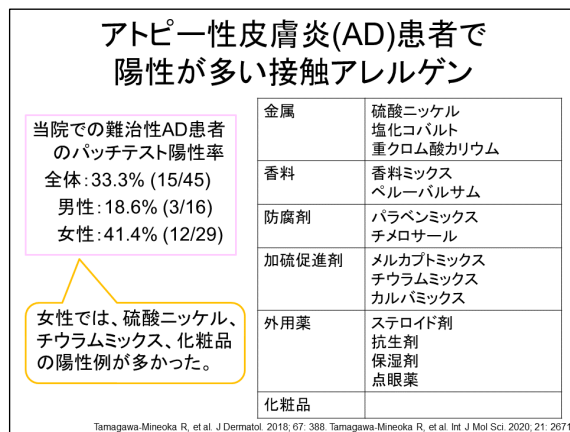 アトピー性皮膚炎(AD)患者で
陽性が多い接触アレルゲン
当院での難治性AD患者
のパッチテスト陽性率
全体:33.3% (15/45)
男性:18.6% (3/16)
女性:41.4% (12/29)
女性では、硫酸ニッケル、
チウラムミックス、化粧品
の陽性例が多かった。
金属
硫酸ニッケル
塩化コバルト
重クロム酸カリウム
香料
香料ミックス
ペルーバルサム
防腐剤
パラベンミックス
チメロサール
加硫促進剤
メルカプトミックス
チウラムミックス
カルバミックス
外用薬
ステロイド剤
抗生剤
保湿剤
点眼薬
化粧品
Tamagawa-Mineoka R, et al. J Dermatol. 2018; 67: 388. Tamagawa-Mineoka R, et al. Int J Mol Sci. 2020; 21: 2671